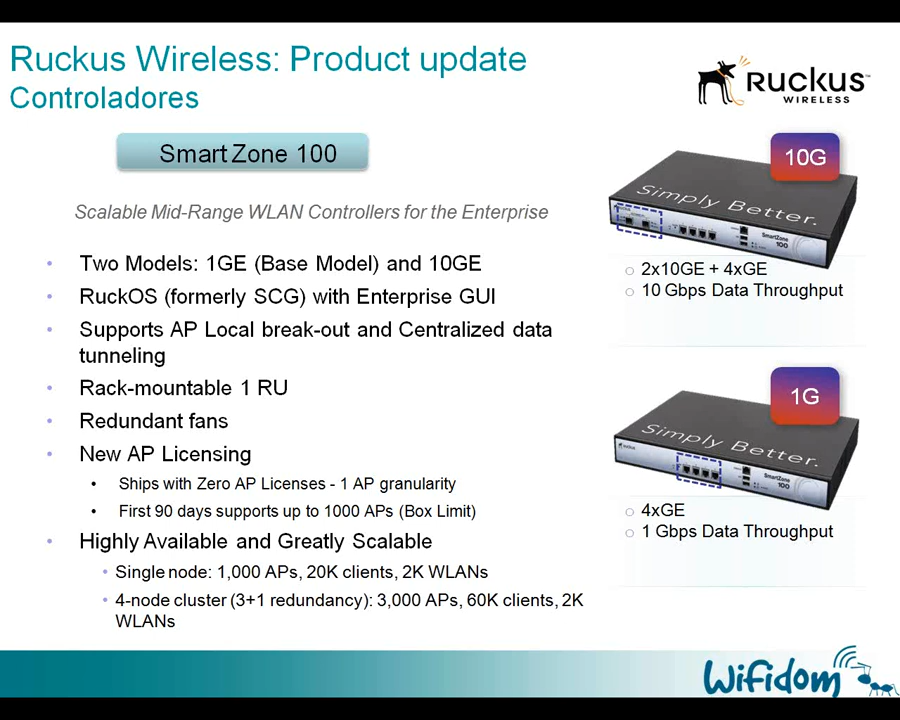 Ruckus Wireless: Product update
Controladores
RUCKUS™
WIRELESS
SmartZone 100
Scalable Mid-Range WLAN Controllers for the Enterprise
• Two Models: 1GE (Base Model) and 10GE
• RuckOS (formerly SCG) with Enterprise GUI
• Supports AP Local break-out and Centralized data
tunneling
• Rack-mountable 1 RU
• Redundant fans
• New AP Licensing
• Ships with Zero AP Licenses - 1 AP granularity
• First 90 days supports up to 1000 APs (Box Limit)
• Highly Available and Greatly Scalable
• Single node: 1,000 APs, 20K clients, 2K WLANs
• 4-node cluster (3+1 redundancy): 3,000 APs, 60K clients, 2K
WLANs
10G
Simply Better.
SmartZone
100
○ 2x10GE + 4xGE
○ 10 Gbps Data Throughput
1G
Simply Better.
SmartZone
100
○ 4xGE
○ 1 Gbps Data Throughput
Wifidom